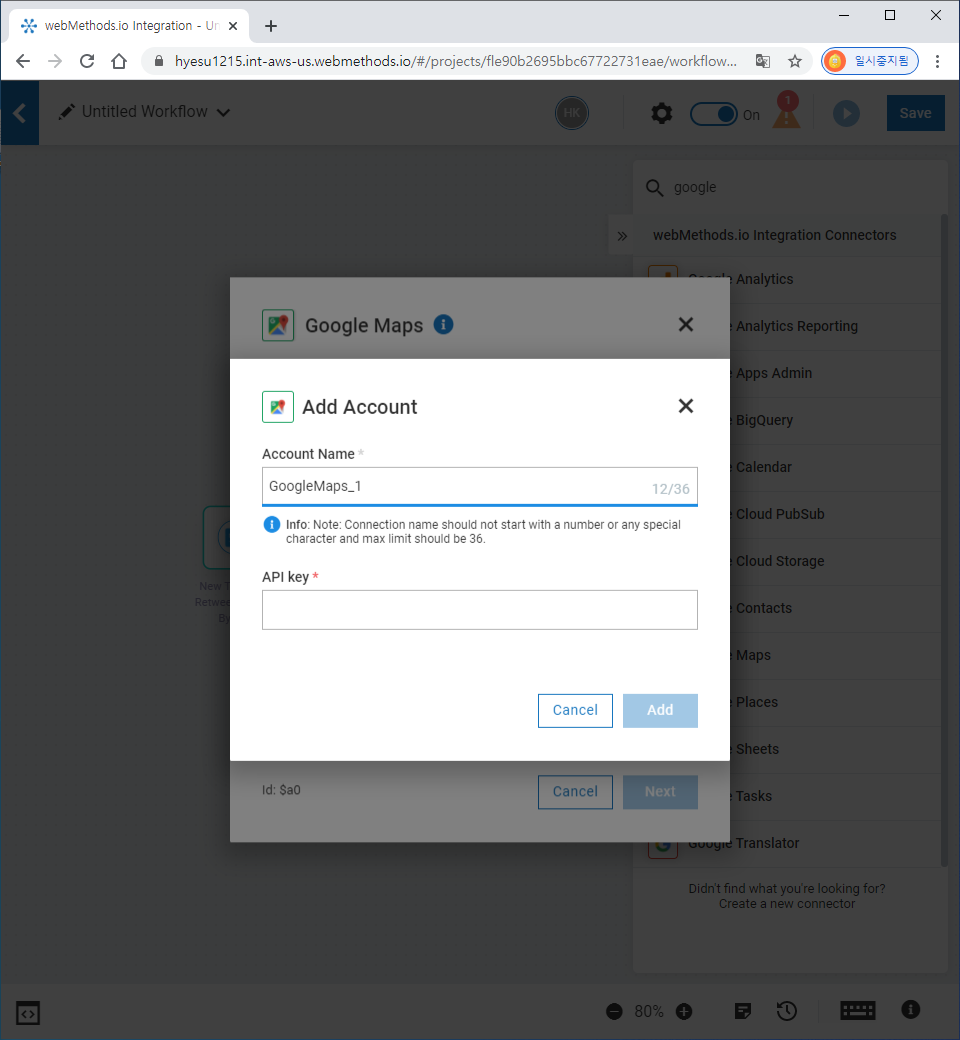 webMethods.io Integration - Un
hyesu1215.int-aws-us.webmethods.io/#/projects/fle90b2695bbc67722731eae/workflow...
일시중지됨
Untitled Workflow
HK
On
1
Save
google
webMethods.io Integration Connectors
Google Analytics
e Analytics Reporting
e Apps Admin
e BigQuery
e Calendar
e Cloud PubSub
e Cloud Storage
e Contacts
e Maps
e Places
e Sheets
e Tasks
Google Translator
Didn't find what you're looking for?
Create a new connector
Google Maps
Add Account
Account Name *
GoogleMaps_1
12/36
Info: Note: Connection name should not start with a number or any special
character and max limit should be 36.
API key *
Cancel
Add
Id: $a0
Cancel
Next
New
Retwe
By
80%